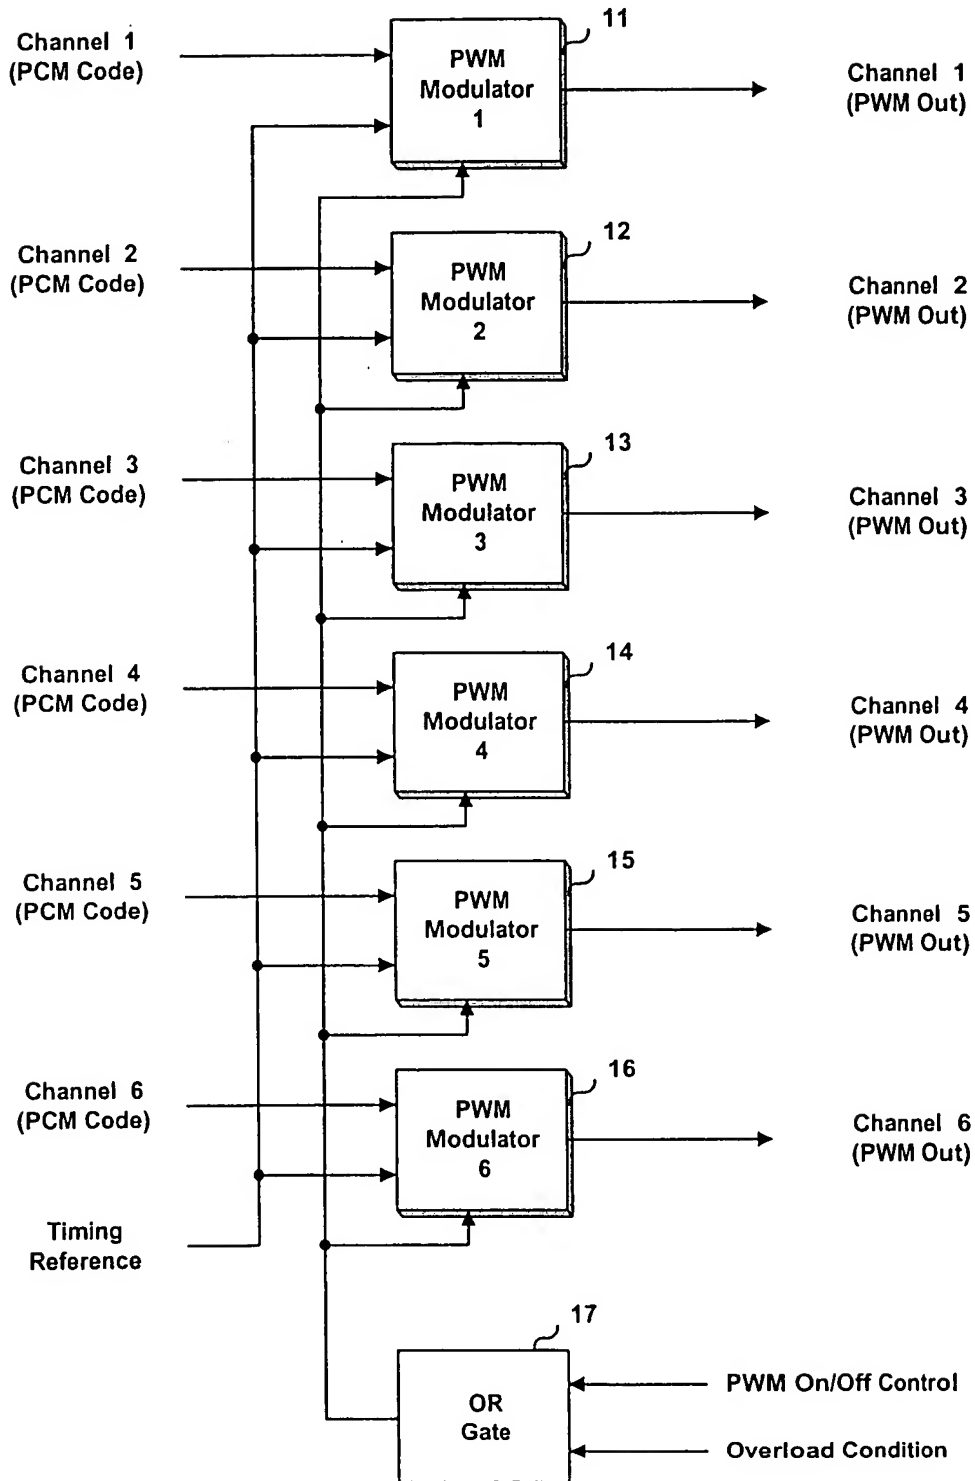 Channel 1
(PCM Code)
11
PWM
Modulator
1
Channel 1
(PWM Out)
Channel 2
(PCM Code)
12
PWM
Modulator
2
Channel 2
(PWM Out)
Channel 3
(PCM Code)
13
PWM
Modulator
3
Channel 3
(PWM Out)
Channel 4
(PCM Code)
14
PWM
Modulator
4
Channel 4
(PWM Out)
Channel 5
(PCM Code)
15
PWM
Modulator
5
Channel 5
(PWM Out)
Channel 6
(PCM Code)
16
PWM
Modulator
6
Channel 6
(PWM Out)
Timing
Reference
17
OR
Gate
PWM On/Off Control
Overload Condition